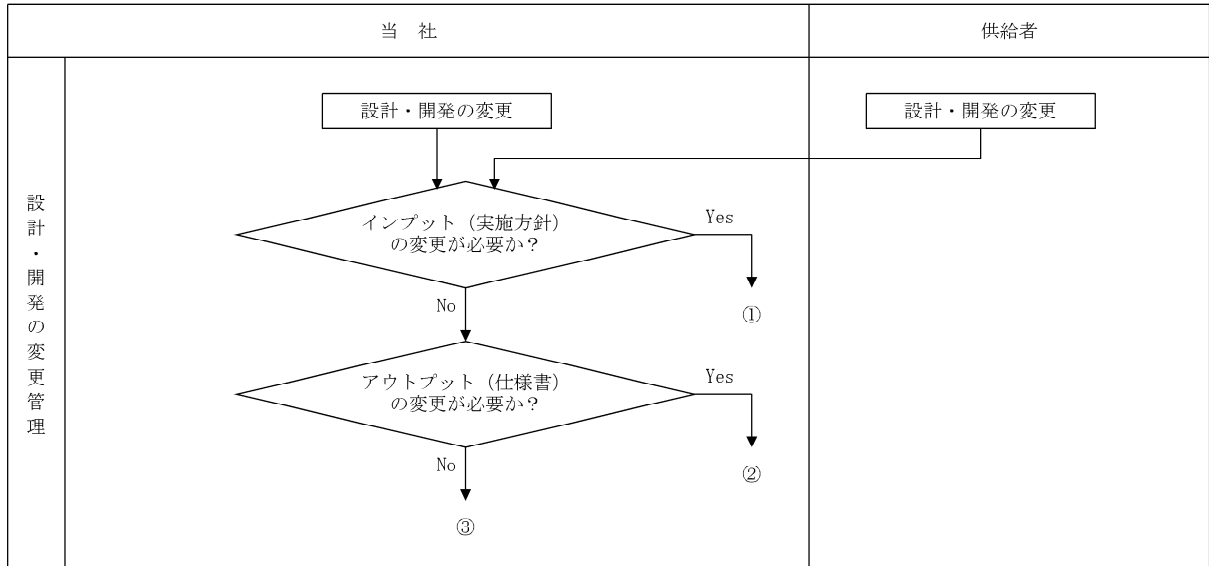 当　社
供給者
設計・開発の変更管理
設計・開発の変更
設計・開発の変更
インプット（実施方針）
の変更が必要か？
Yes
①
No
アウトプット（仕様書）
の変更が必要か？
Yes
②
No
③